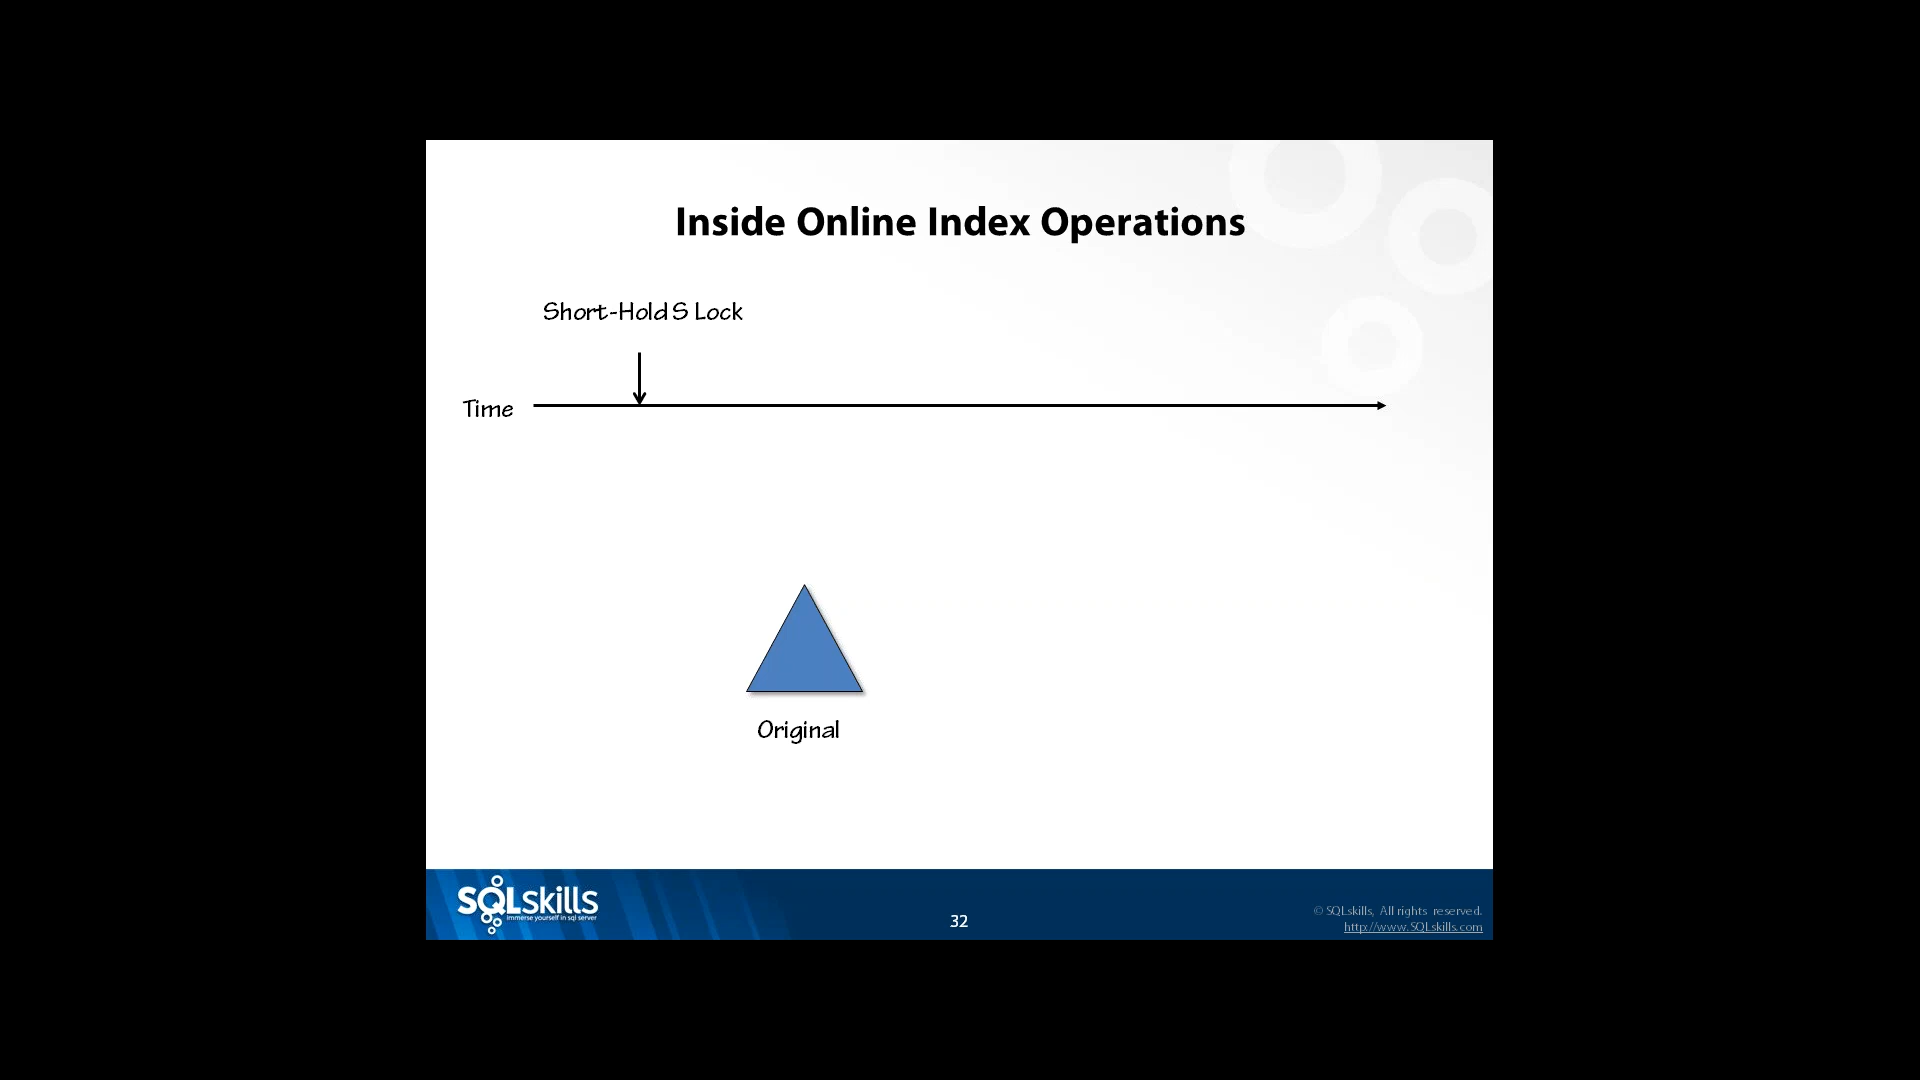 Inside Online Index Operations
Short-Hold S Lock
Time
Original
SQLskills
immerse yourself in sql server
32
© SQLskills, All rights reserved.
http://www.SQLskills.com